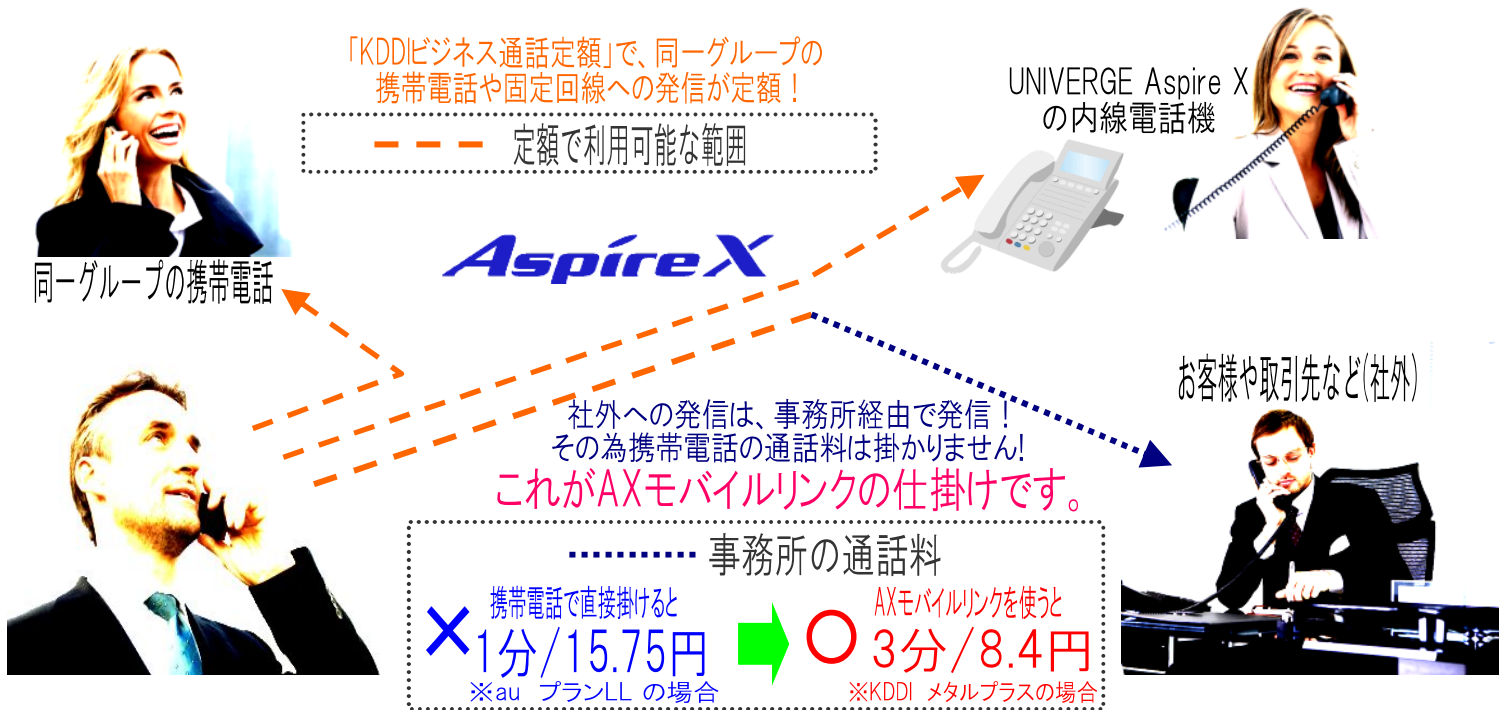 「KDDIビジネス通話定額」で、同一グループの
携帯電話や固定回線への発信が定額！
定額で利用可能な範囲
UNIVERGE Aspire X
の内線電話機
AspireX
同一グループの携帯電話
お客様や取引先など(社外)
社外への発信は、事務所経由で発信！
その為携帯電話の通話料は掛かりません!
これがAXモバイルリンクの仕掛けです。
事務所の通話料
携帯電話で直接掛けると
×1分/15.75円
※au プランLL の場合
AXモバイルリンクを使うと
○3分/8.4円
※KDDI メタルプラスの場合